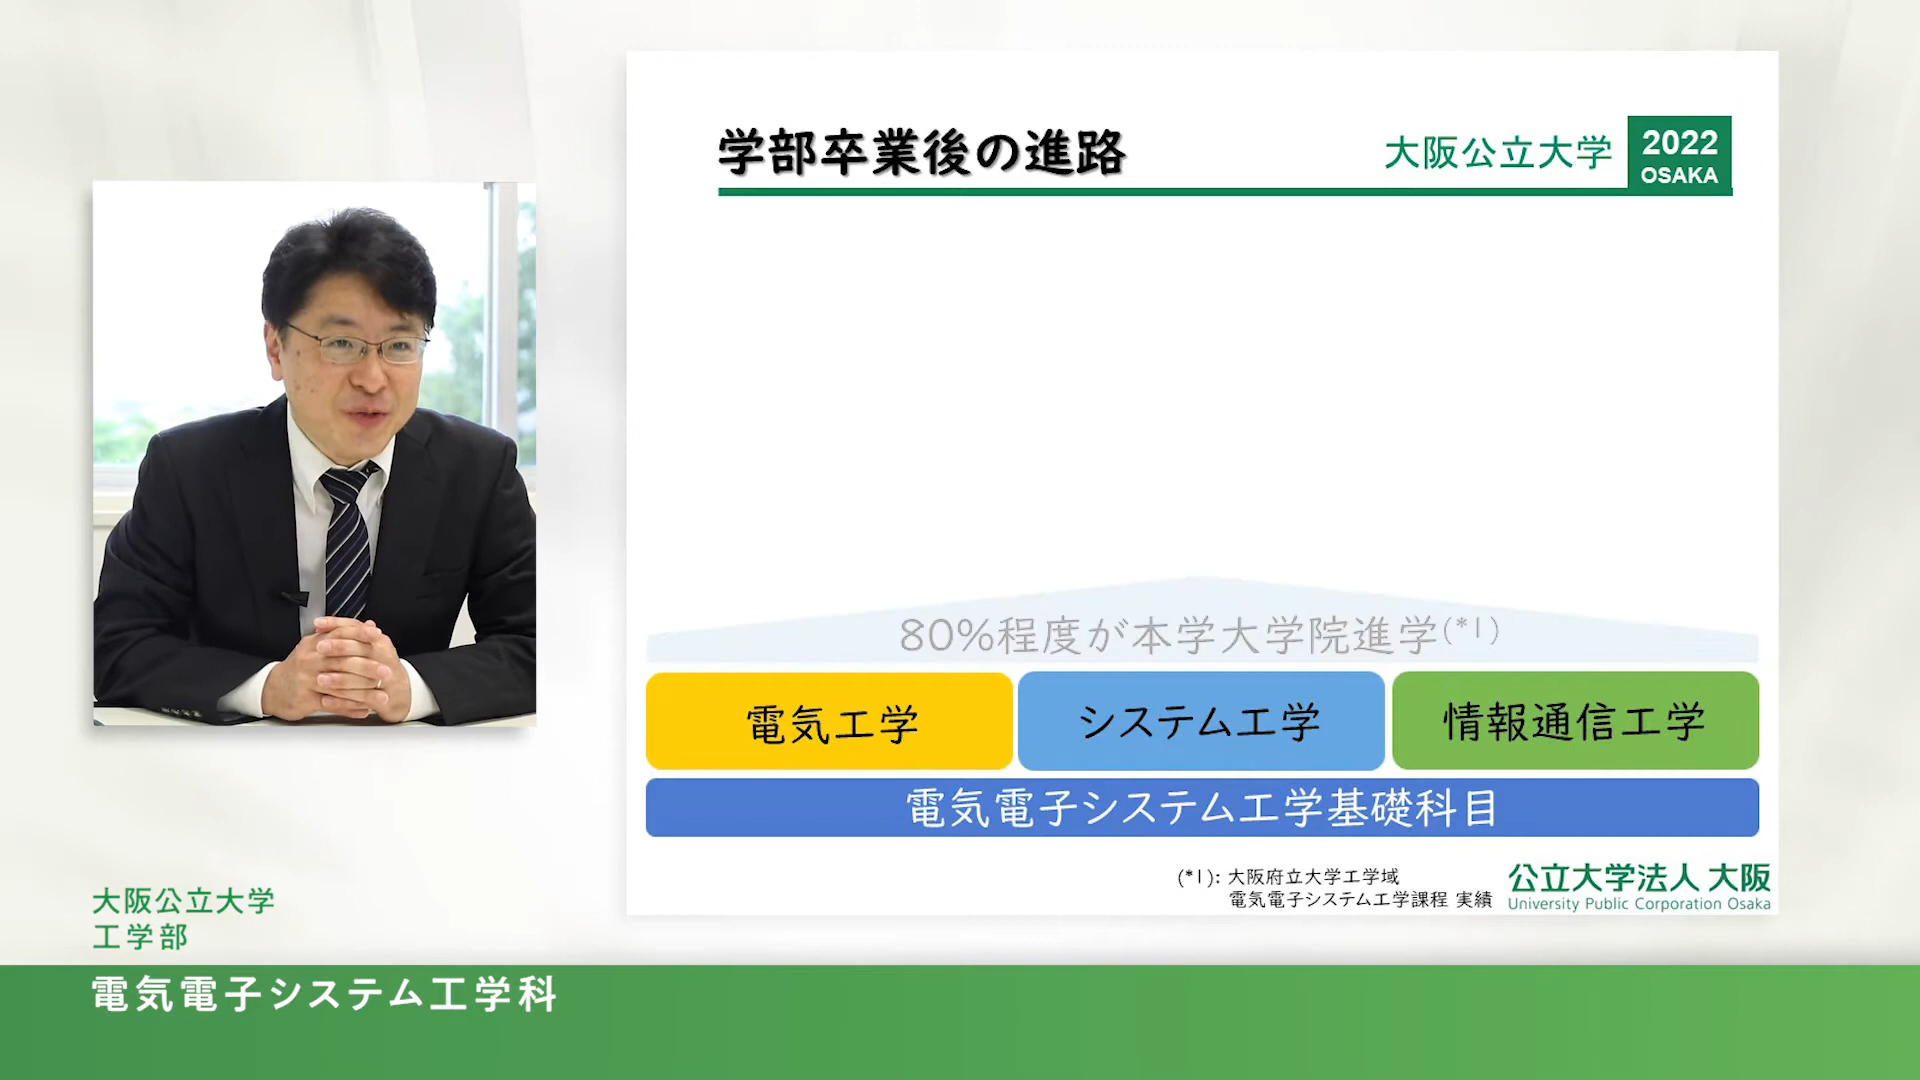 学部卒業後の進路
大阪公立大学
2022
OSAKA
80%程度が本学大学院進学(*1)
電気工学
システム工学
情報通信工学
電気電子システム工学基礎科目
(*1): 大阪府立大学工学域
電気電子システム工学課程 実績
公立大学法人 大阪
University Public Corporation Osaka
大阪公立大学
工学部
電気電子システム工学科